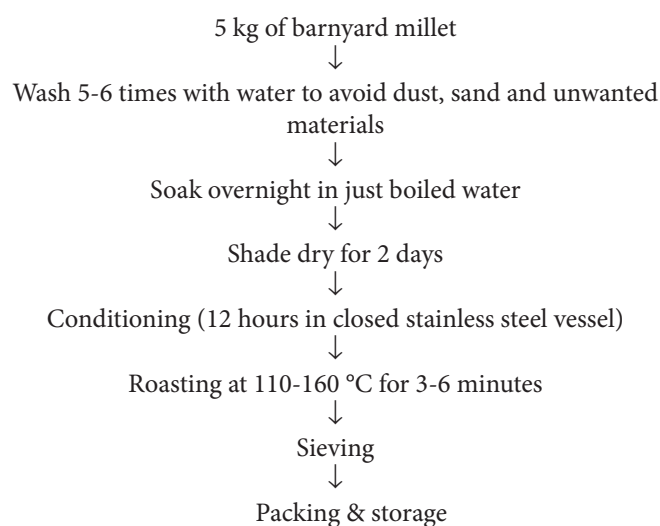 5 kg of barnyard millet
↓
Wash 5-6 times with water to avoid dust, sand and unwanted
materials
↓
Soak overnight in just boiled water
↓
Shade dry for 2 days
↓
Conditioning (12 hours in closed stainless steel vessel)
↓
Roasting at 110-160 °C for 3-6 minutes
↓
Sieving
↓
Packing & storage